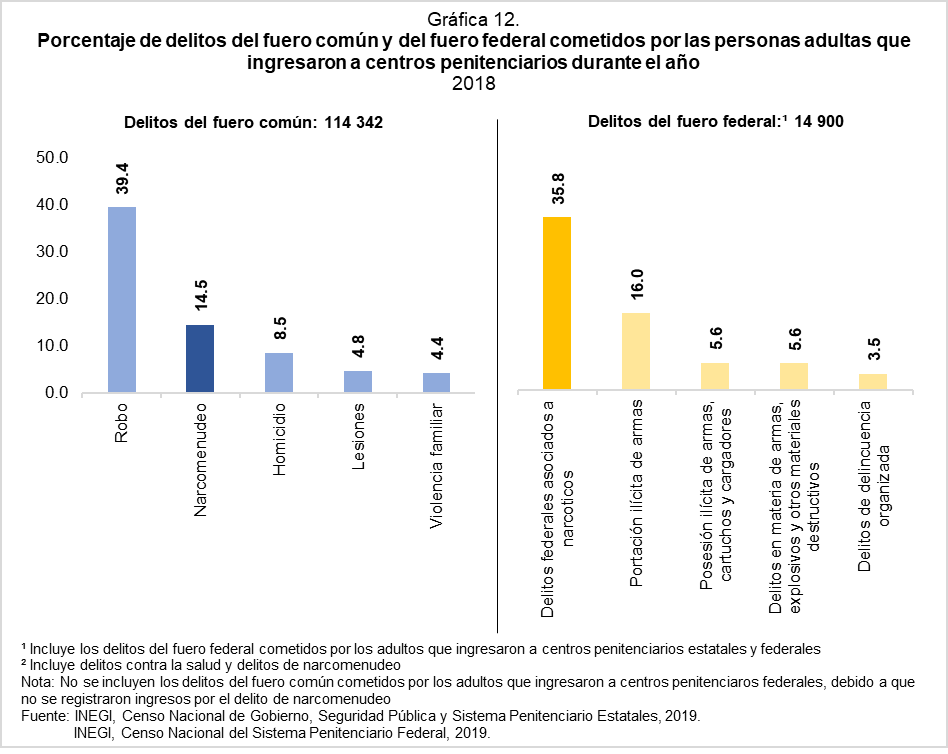 Gráfica 12.
Porcentaje de delitos del fuero común y del fuero federal cometidos por las personas adultas que
ingresaron a centros penitenciarios durante el año
2018
Delitos del fuero común: 114 342
50.0
40.0
30.0
20.0
10.0
0.0
39.4
14.5
8.5
4.8
4.4
Robo
Narcomenudeo
Homicidio
Lesiones
Violencia familiar
Delitos del fuero federal:¹ 14 900
35.8
16.0
5.6
5.6
3.5
Delitos federales asociados a
narcoticos
Portación ilícita de armas
Posesión ilícita de armas,
cartuchos y cargadores
Delitos en materia de armas,
explosivos y otros materiales
destructivos
Delitos de delincuencia
organizada
¹ Incluye los delitos del fuero federal cometidos por los adultos que ingresaron a centros penitenciarios estatales y federales
² Incluye delitos contra la salud y delitos de narcomenudeo
Nota: No se incluyen los delitos del fuero común cometidos por los adultos que ingresaron a centros penitenciaros federales, debido a que
no se registraron ingresos por el delito de narcomenudeo
Fuente: INEGI, Censo Nacional de Gobierno, Seguridad Pública y Sistema Penitenciario Estatales, 2019.
INEGI, Censo Nacional del Sistema Penitenciario Federal, 2019.